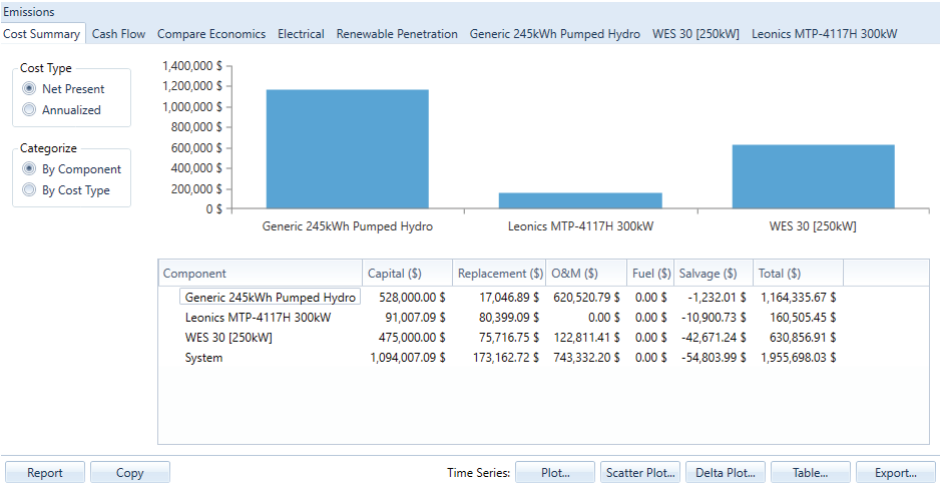 Emissions
Cost Summary Cash Flow Compare Economics Electrical Renewable Penetration Generic 245kWh Pumped Hydro WES 30 [250kW] Leonics MTP-4117H 300kW
Cost Type
Net Present
Annualized
Categorize
By Component
By Cost Type
1,400,000 $
1,200,000 $
1,000,000 $
800,000 $
600,000 $
400,000 $
200,000 $
0 $
Generic 245kWh Pumped Hydro Leonics MTP-4117H 300kW WES 30 [250kW]
Component Capital ($) Replacement ($) O&M ($) Fuel ($) Salvage ($) Total ($)
Generic 245kWh Pumped Hydro 528,000.00 $ 17,046.89 $ 620,520.79 $ 0.00 $ -1,232.01 $ 1,164,335.67 $
Leonics MTP-4117H 300kW 91,007.09 $ 80,399.09 $ 0.00 $ 0.00 $ -10,900.73 $ 160,505.45 $
WES 30 [250kW] 475,000.00 $ 75,716.75 $ 122,811.41 $ 0.00 $ -42,671.24 $ 630,856.91 $
System 1,094,007.09 $ 173,162.72 $ 743,332.20 $ 0.00 $ -54,803.99 $ 1,955,698.03 $
Report Copy Time Series: Plot... Scatter Plot... Delta Plot... Table... Export...